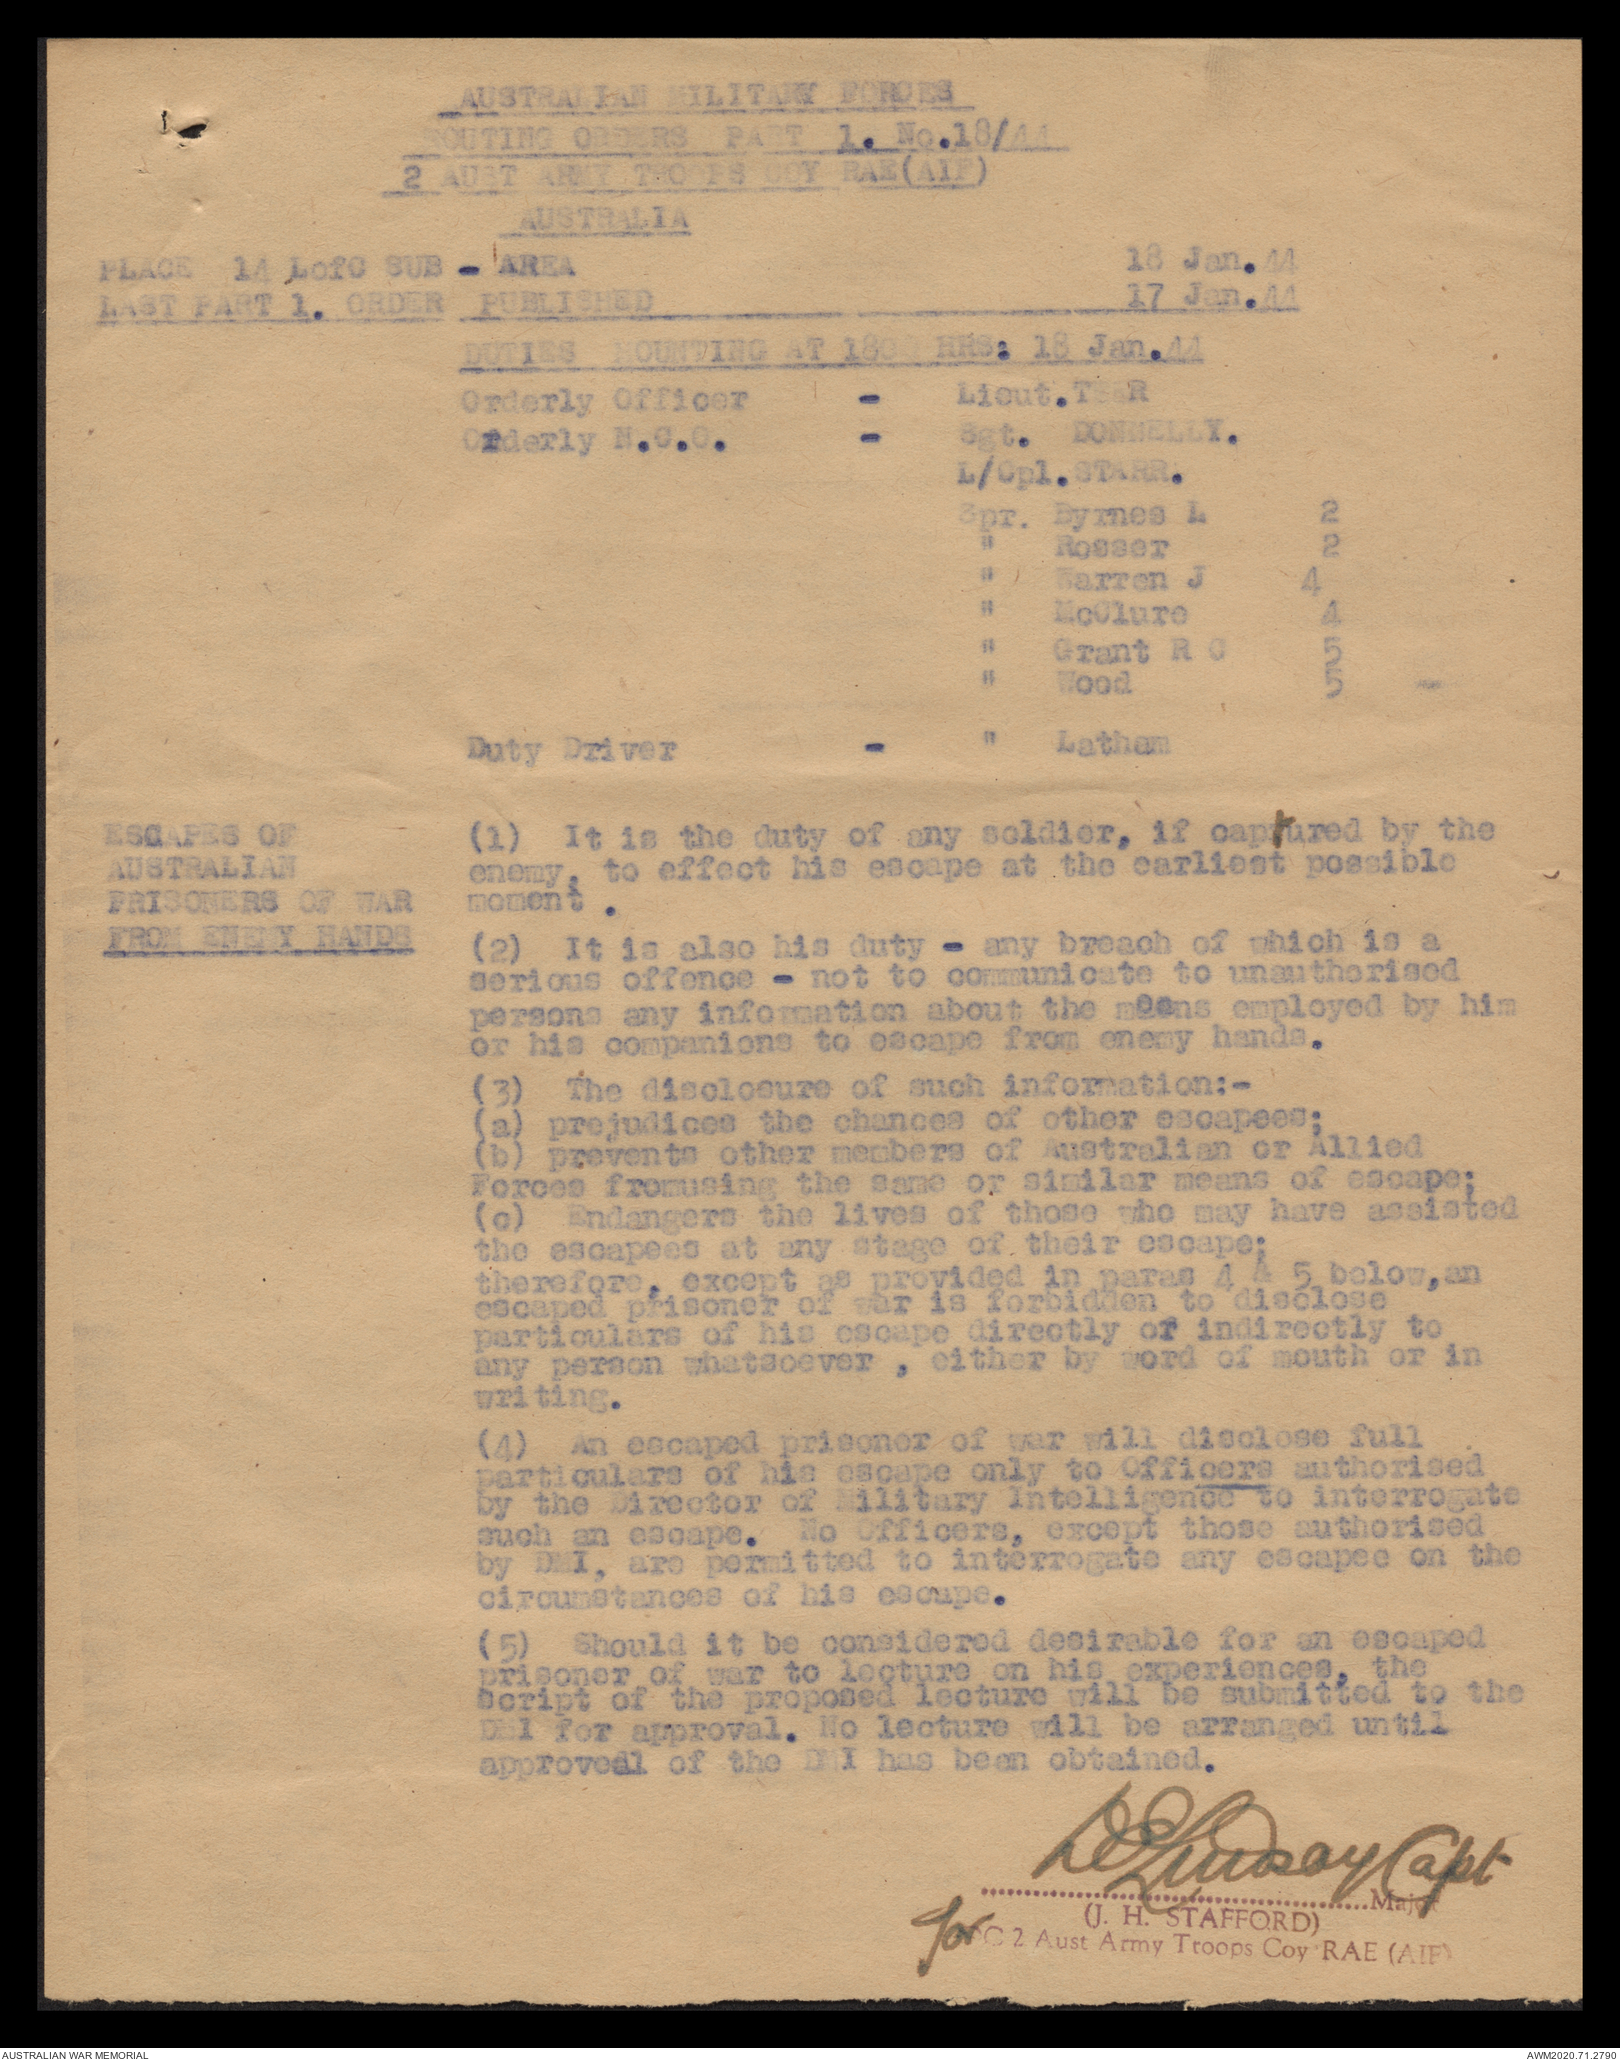 AUSTRALIAN MILITARY FORCES
ROUTING ORDERS PART 1. No.18/44
2 AUST ARMY TROOPS COY RAE(AIF)
AUSTRALIA
PLACE 14 LofC SUB - AREA 18 Jan.44
LAST PART 1. ORDER PUBLISHED 17 Jan.44
DUTIES MOUNTING AT 1800 HRS: 18 Jan.44
Orderly Officer - Lieut.
Orderly N.C.O. - Sgt. DONNELLY.
L/Cpl.STARR.
Spr. Byrnes L 2
" Rosser 2
" Warren J 4
" McClure 4
" Grant R C 5
" Wood 5
Duty Driver - " Latham
ESCAPES OF
AUSTRALIAN
PRISONERS OF WAR
FROM ENEMY HANDS
(1) It is the duty of any soldier, if captured by the
enemy, to effect his escape at the earliest possible
moment .
(2) It is also his duty - any breach of which is a
serious offence - not to communicate to unauthorised
persons any information about the means employed by him
or his companions to escape from enemy hands.
(3) The disclosure of such information:-
(a) prejudices the chances of other escapees;
(b) prevents other members of Australian or Allied
Forces fromusing the same or similar means of escape;
(c) Endangers the lives of those who may have assisted
the escapees at any stage of their escape;
therefore, except as provided in paras 4 & 5 below,an
escaped prisoner of war is forbidden to disclose
particulars of his escape directly or indirectly to
any person whatsoever , either by word of mouth or in
writing.
(4) An escaped prisoner of war will disclose full
particulars of his escape only to Officers authorised
by the Director of Military Intelligence to interrogate
such an escape. No Officers, except those authorised
by DMI, are permitted to interrogate any escapee on the
circumstances of his escape.
(5) Should it be considered desirable for an escaped
prisoner of war to lecture on his experiences, the
script of the proposed lecture will be submitted to the
DMI for approval. No lecture will be arranged until
approval of the DMI has been obtained.
D E Lindsay Capt
Major
(J. H. STAFFORD)
for OC 2 Aust Army Troops Coy RAE (AIF)
AUSTRALIAN WAR MEMORIAL AWM2020.71.2790